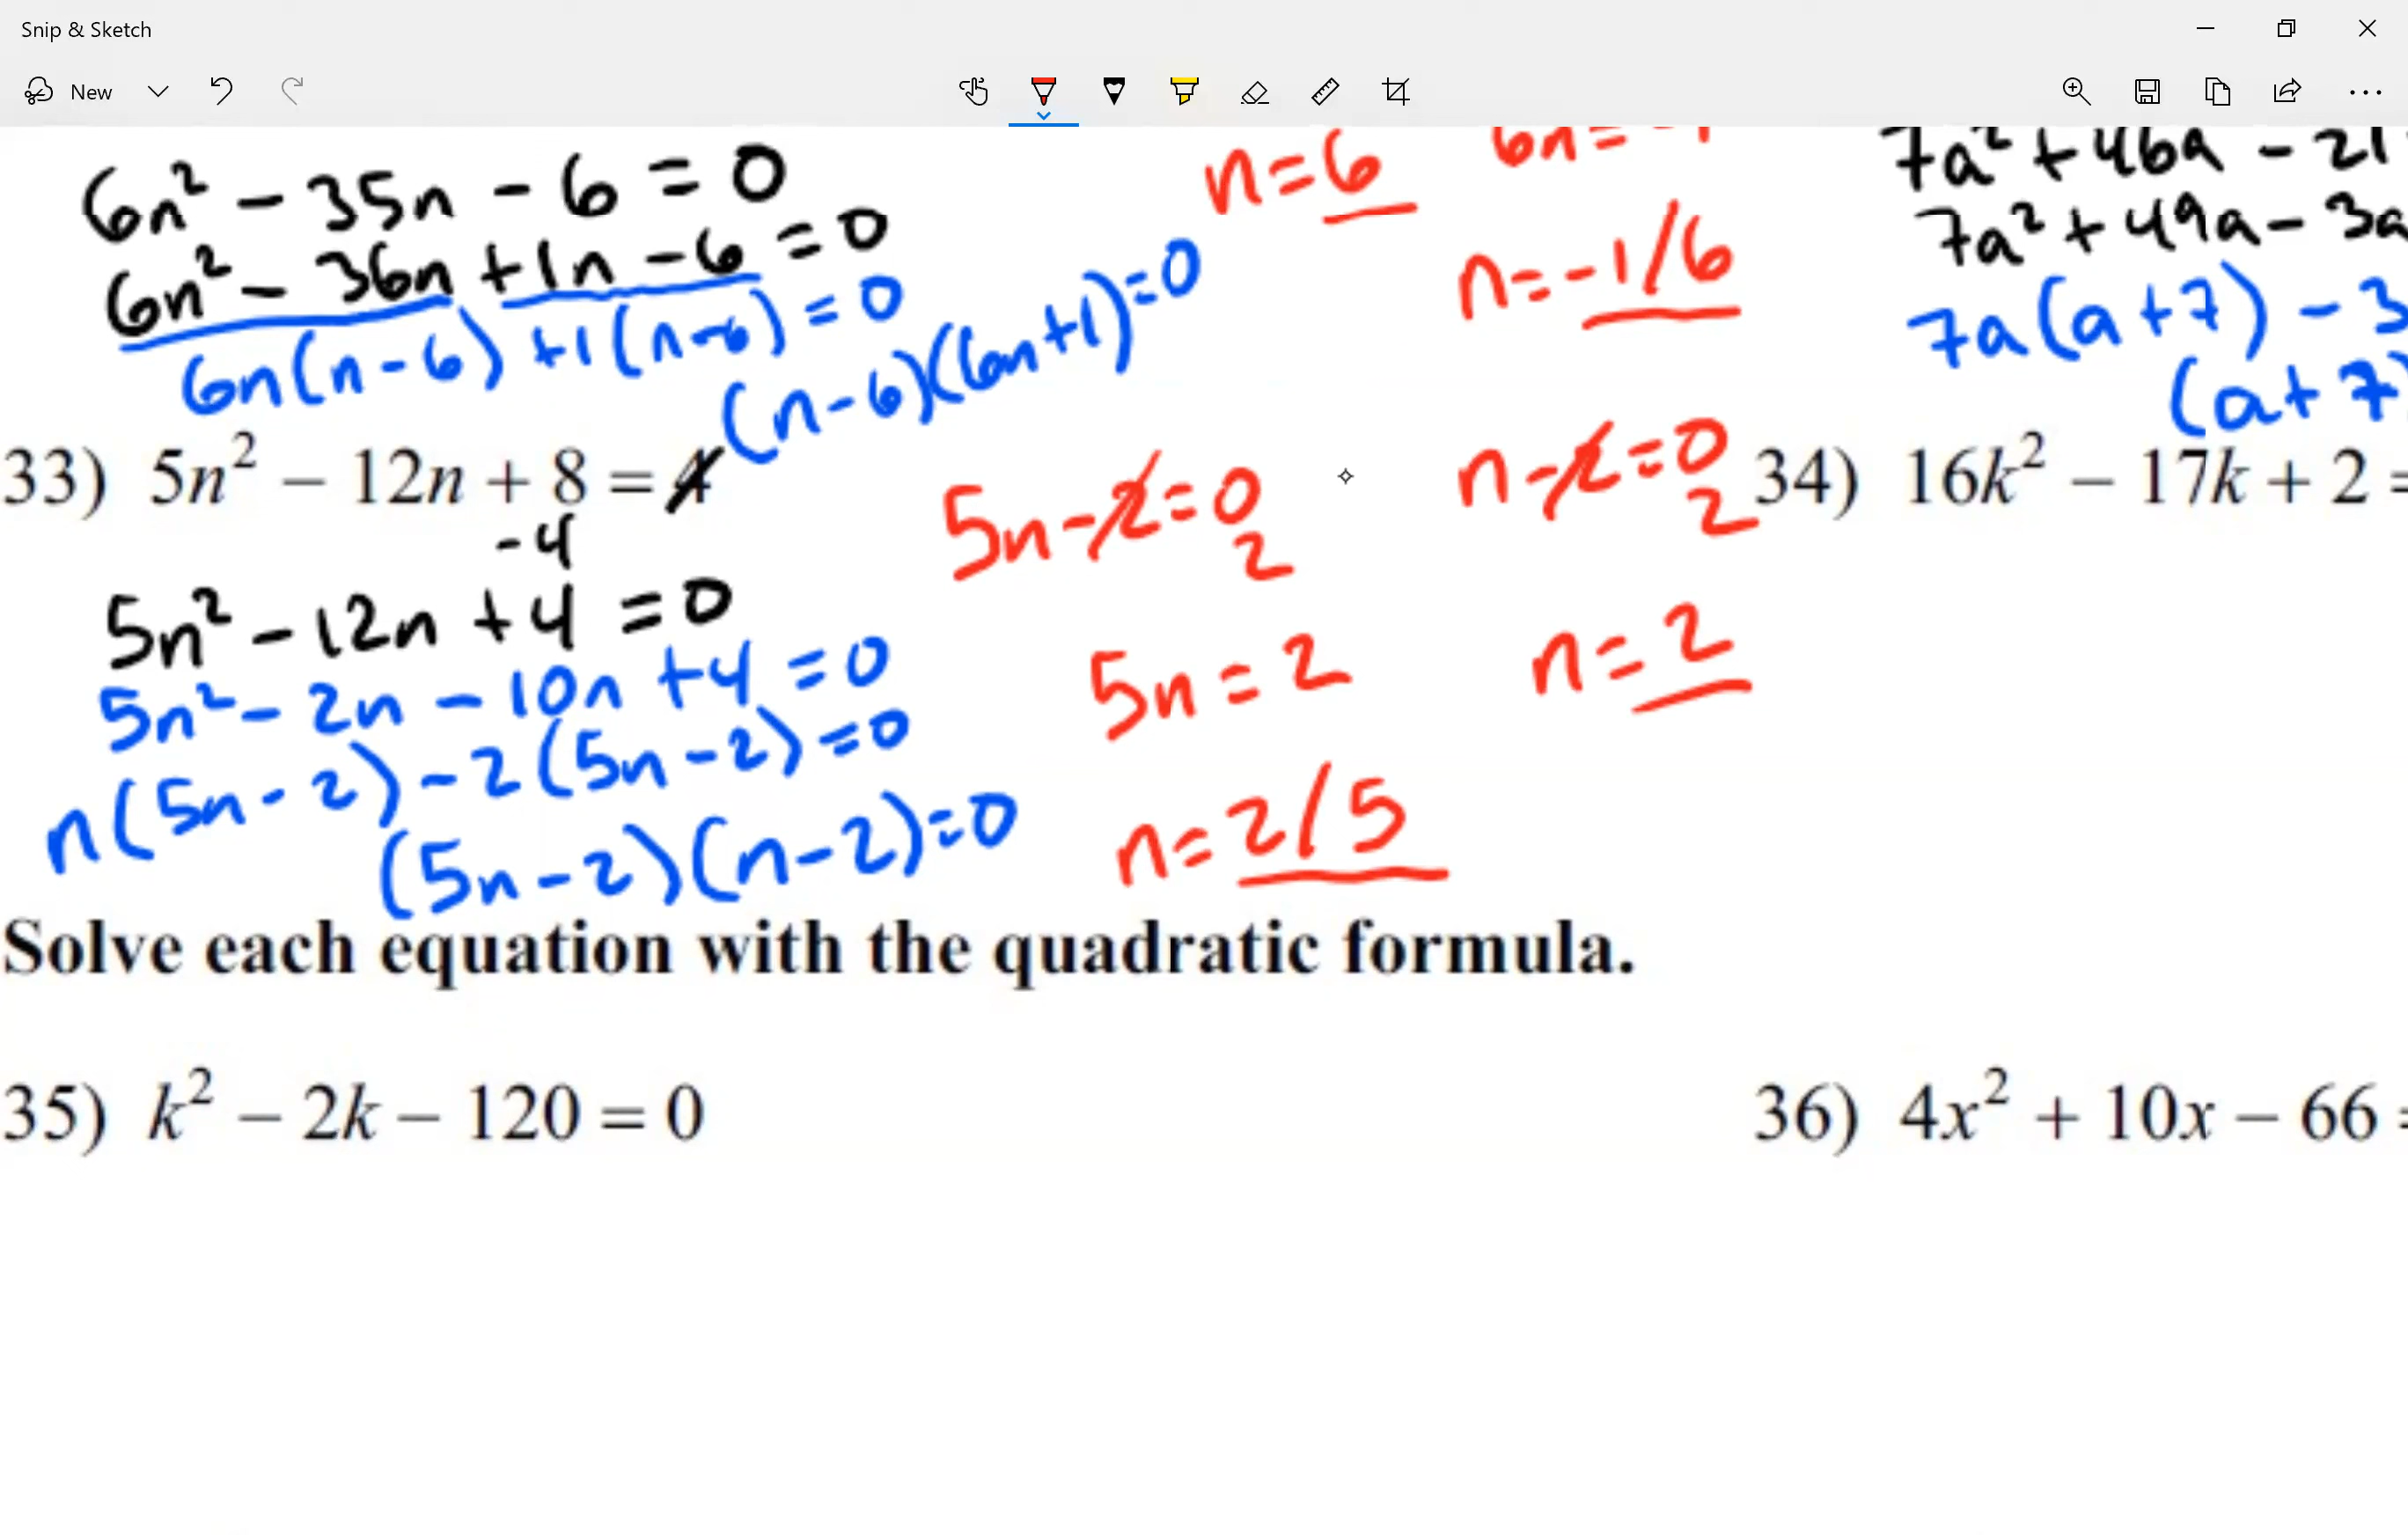 Snip & Sketch
New
6n² − 35n − 6 = 0
6n² − 36n + 1n − 6 = 0
6n(n − 6) + 1(n − 6) = 0
(n − 6)(6n + 1) = 0
n = 6
n = −1/6
7a² + 46a − 21
7a² + 49a − 3a
7a(a + 7) − 3
(a + 7)
33) 5n² − 12n + 8 = 4
−4
5n² − 12n + 4 = 0
5n² − 2n − 10n + 4 = 0
n(5n − 2) − 2(5n − 2) = 0
(5n − 2)(n − 2) = 0
5n − 2 = 0
2
5n = 2
n = 2/5
n − 2 = 0
2
n = 2
34) 16k² − 17k + 2 =
Solve each equation with the quadratic formula.
35) k² − 2k − 120 = 0
36) 4x² + 10x − 66 =